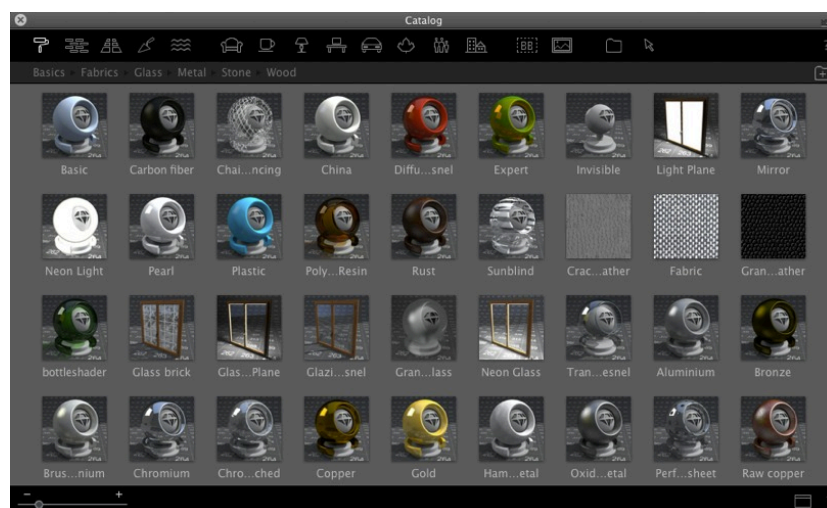 Catalog
Basics Fabrics Glass Metal Stone Wood
Basic Carbon fiber Chai...ncing China Diffu...snel Expert Invisible Light Plane Mirror
Neon Light Pearl Plastic Poly...Resin Rust Sunblind Crac...ather Fabric Gran...ather
bottleshader Glass brick Glas...Plane Glazi...snel Gran...lass Neon Glass Tran...esnel Aluminium Bronze
Brus...nium Chromium Chro...ched Copper Gold Ham...etal Oxid...etal Perf...sheet Raw copper